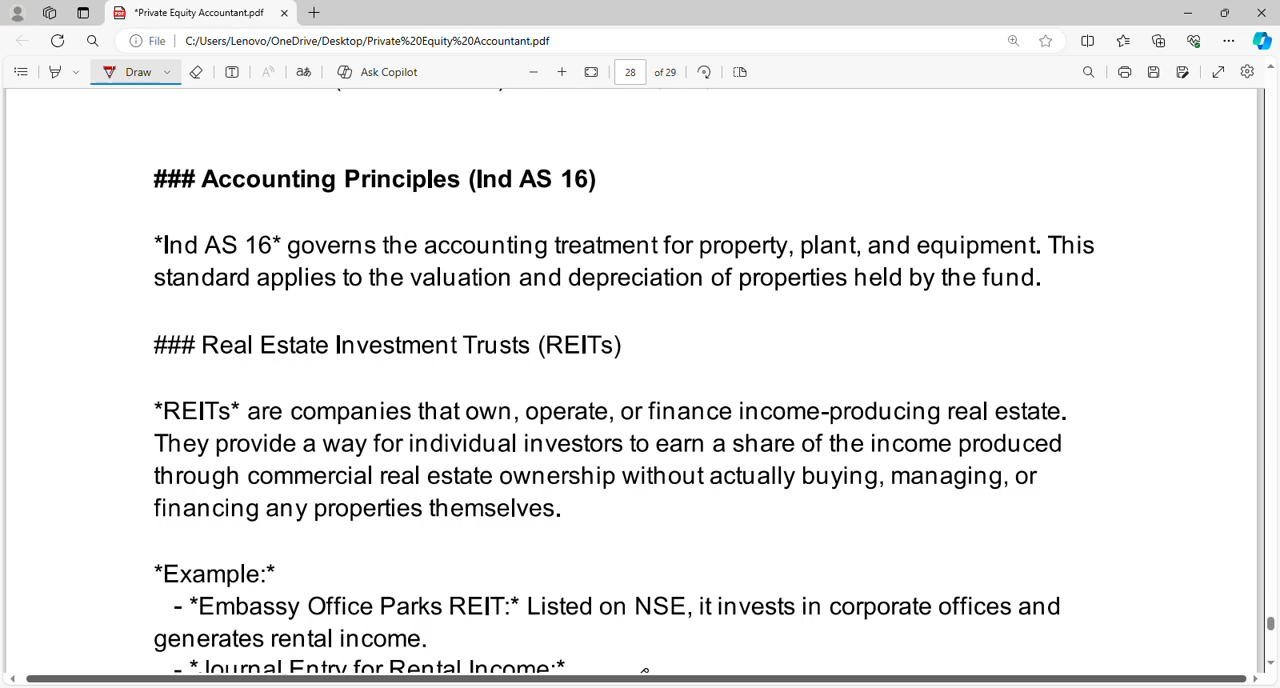 *Private Equity Accountant.pdf
File C:/Users/Lenovo/OneDrive/Desktop/Private%20Equity%20Accountant.pdf
Draw Ask Copilot 28 of 29
### Accounting Principles (Ind AS 16)
*Ind AS 16* governs the accounting treatment for property, plant, and equipment. This
standard applies to the valuation and depreciation of properties held by the fund.
### Real Estate Investment Trusts (REITs)
*REITs* are companies that own, operate, or finance income-producing real estate.
They provide a way for individual investors to earn a share of the income produced
through commercial real estate ownership without actually buying, managing, or
financing any properties themselves.
*Example:*
- *Embassy Office Parks REIT:* Listed on NSE, it invests in corporate offices and
generates rental income.
- *Journal Entry for Rental Income:*